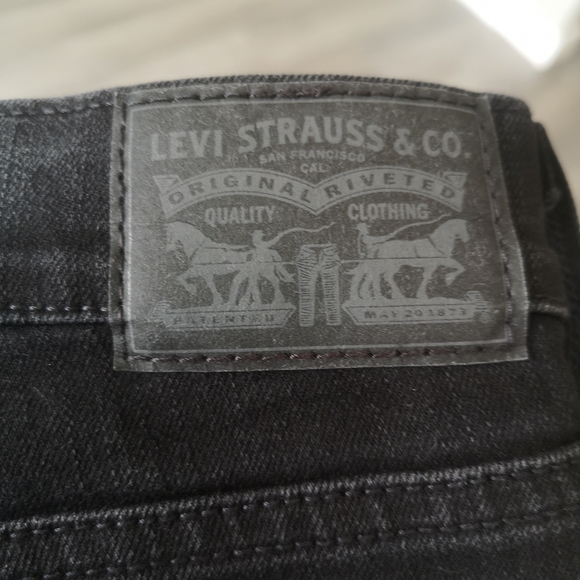 LEVI STRAUSS & CO.
SAN FRANCISCO
CAL.
ORIGINAL RIVETED
QUALITY CLOTHING
PATENTED MAY 20 1873